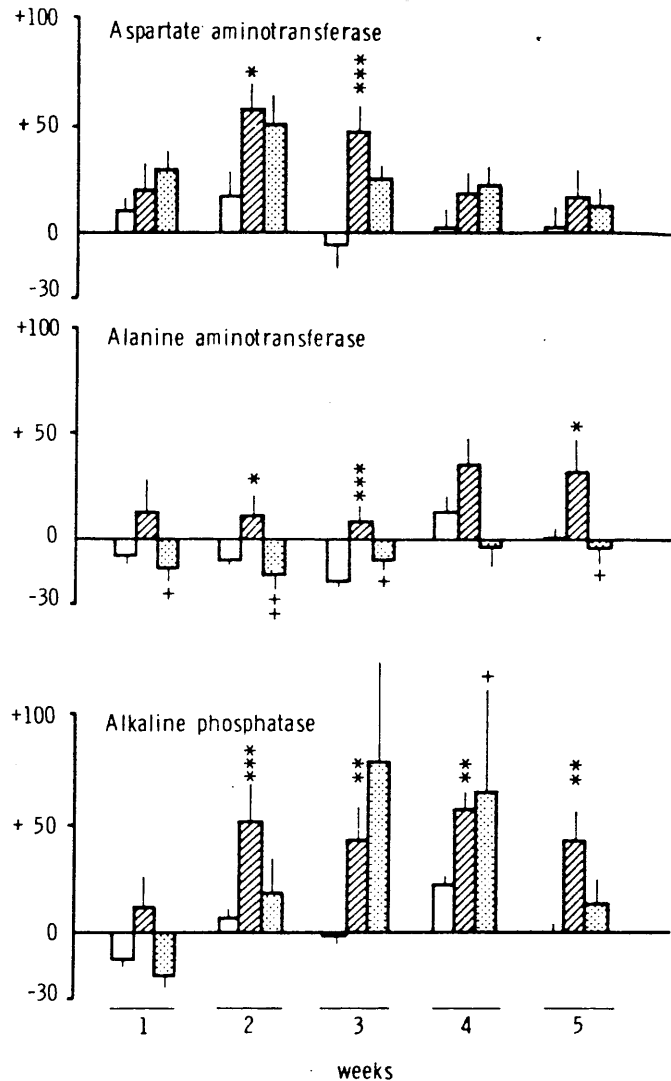 +100
Aspartate aminotransferase
* ***
+ 50
0
-30
+100
Alanine aminotransferase
+ 50
* *** *
0
+ ++ + +
-30
+100
Alkaline phosphatase
*** ** ** + **
+ 50
0
-30
1 2 3 4 5
weeks